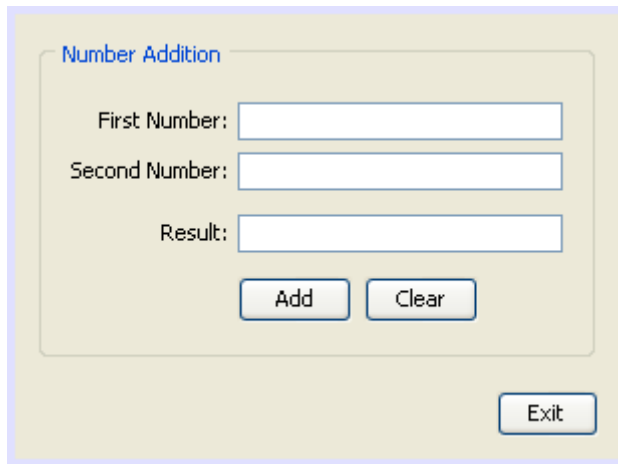 Number Addition
First Number:
Second Number:
Result:
Add Clear
Exit